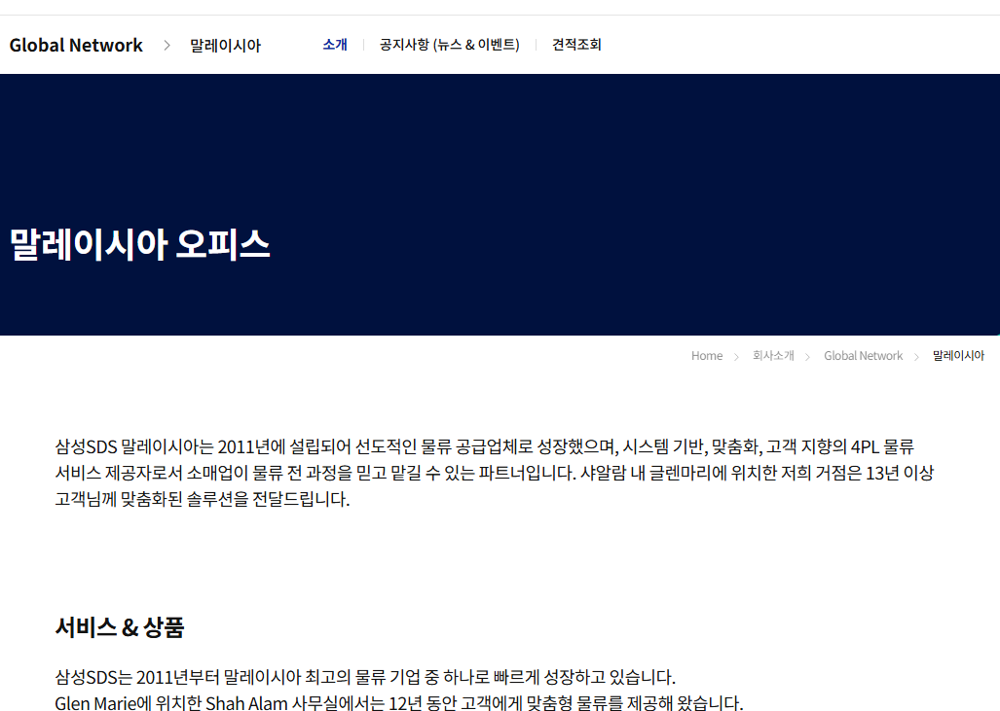 Global Network > 말레이시아 소개 | 공지사항 (뉴스 & 이벤트) | 견적조회
말레이시아 오피스
Home > 회사소개 > Global Network > 말레이시아
삼성SDS 말레이시아는 2011년에 설립되어 선도적인 물류 공급업체로 성장했으며, 시스템 기반, 맞춤화, 고객 지향의 4PL 물류
서비스 제공자로서 소매업이 물류 전 과정을 믿고 맡길 수 있는 파트너입니다. 샤알람 내 글렌마리에 위치한 저희 거점은 13년 이상
고객님께 맞춤화된 솔루션을 전달드립니다.
서비스 & 상품
삼성SDS는 2011년부터 말레이시아 최고의 물류 기업 중 하나로 빠르게 성장하고 있습니다.
Glen Marie에 위치한 Shah Alam 사무실에서는 12년 동안 고객에게 맞춤형 물류를 제공해 왔습니다.